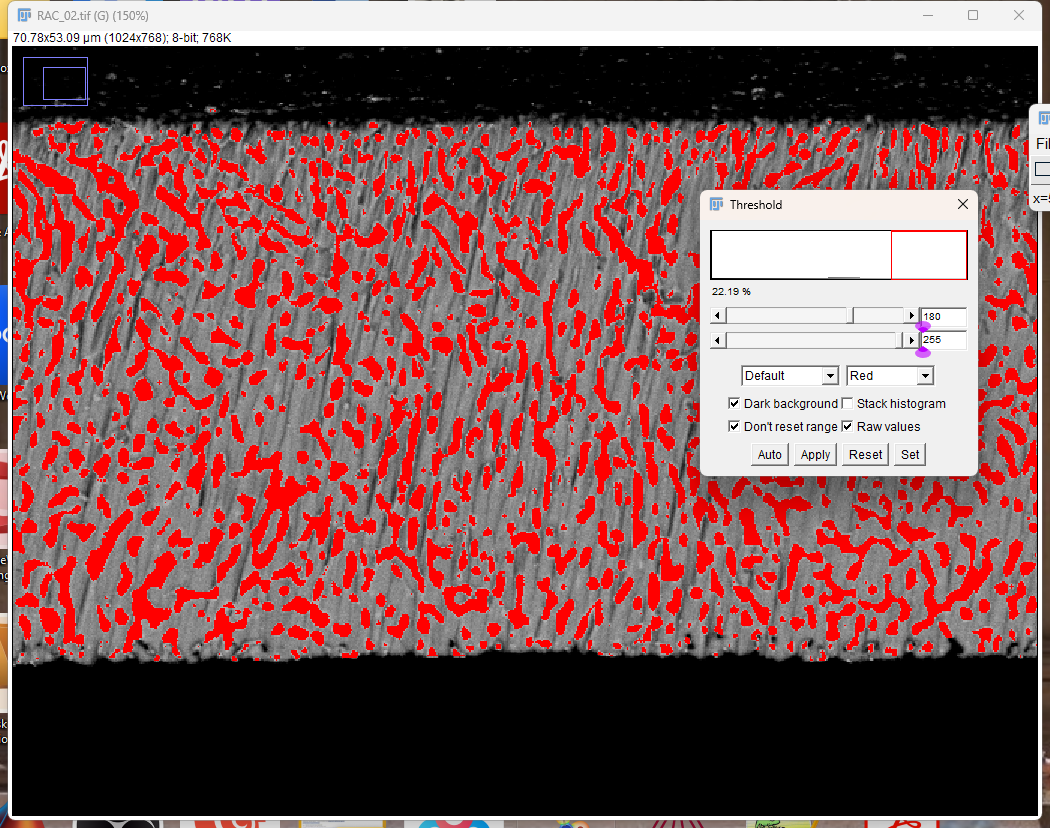 RAC_02.tif (G) (150%)
70.78x53.09 µm (1024x768); 8-bit; 768K
Fil
x=5
Threshold
22.19 %
180
255
Default Red
Dark background Stack histogram
Don't reset range Raw values
Auto Apply Reset Set